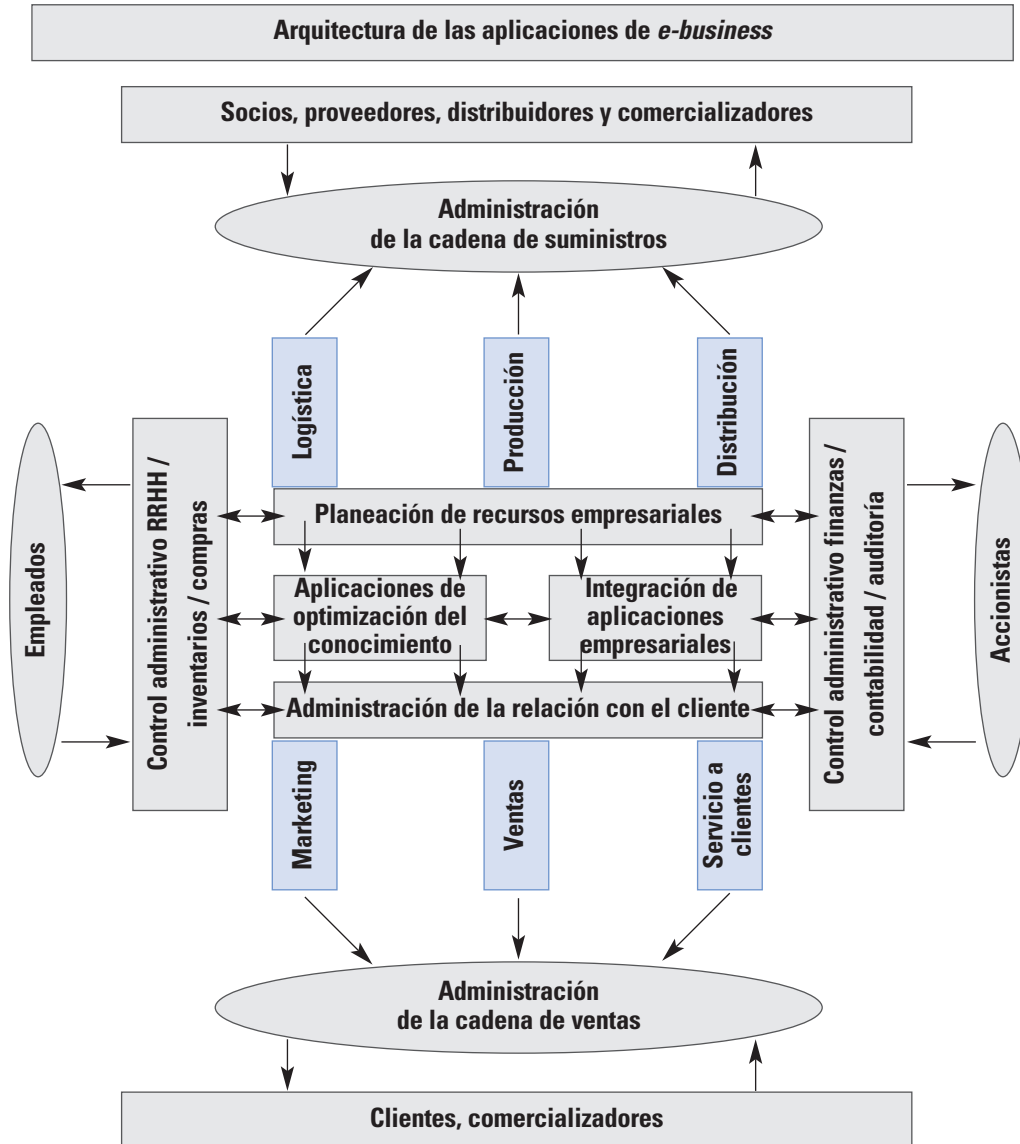 Arquitectura de las aplicaciones de e-business
Socios, proveedores, distribuidores y comercializadores
Administración
de la cadena de suministros
Logística
Producción
Distribución
Empleados
Control administrativo RRHH /
inventarios / compras
Planeación de recursos empresariales
Aplicaciones de
optimización del
conocimiento
Integración de
aplicaciones
empresariales
Administración de la relación con el cliente
Control administrativo finanzas /
contabilidad / auditoría
Accionistas
Marketing
Ventas
Servicio a
clientes
Administración
de la cadena de ventas
Clientes, comercializadores